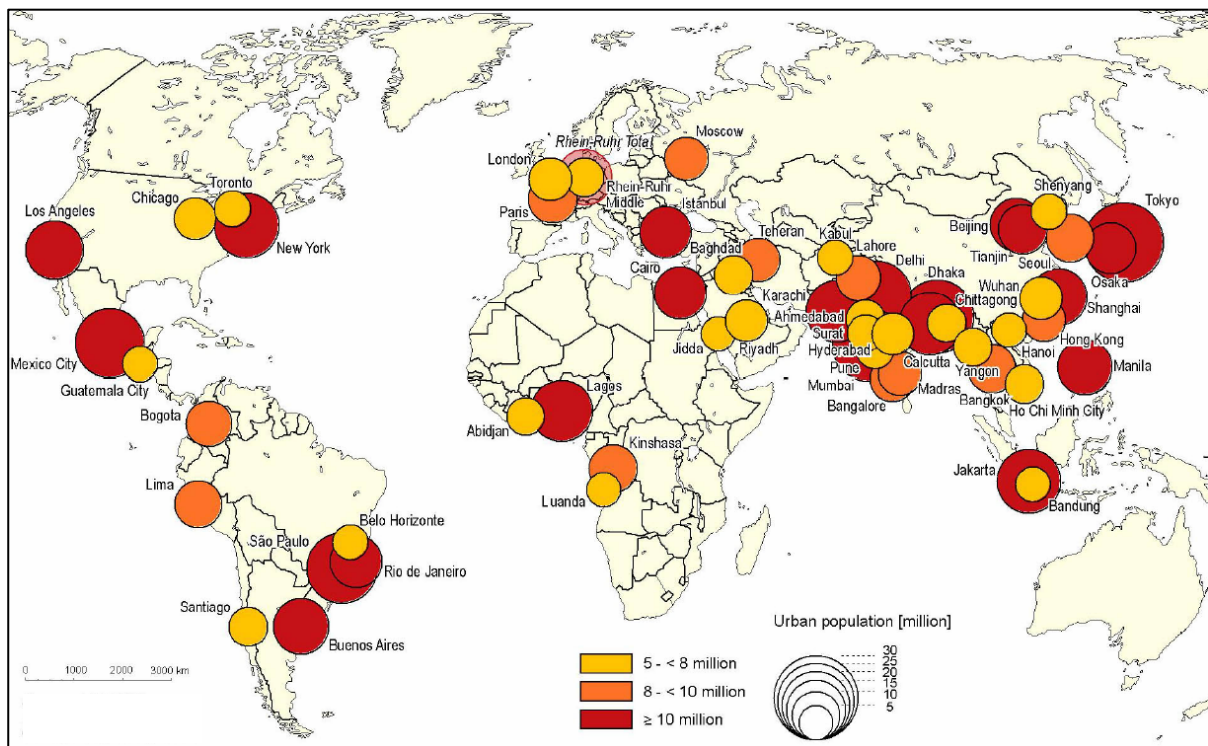 Moscow
Rhein-Ruhr Total
London
Toronto
Chicago
Rhein-Ruhr
Middle
Shenyang
Los Angeles
Paris
Istanbul
Tokyo
New York
Teheran
Kabul
Beijing
Baghdad
Lahore
Tianjin
Seoul
Delhi
Cairo
Dhaka
Osaka
Wuhan
Karachi
Chittagong
Shanghai
Ahmedabad
Jidda
Riyadh
Surat
Hong Kong
Hyderabad
Hanoi
Mexico City
Calcutta
Manila
Pune
Yangon
Guatemala City
Mumbai
Madras
Lagos
Bangkok
Bangalore
Bogota
Ho Chi Minh City
Abidjan
Kinshasa
Jakarta
Lima
Luanda
Bandung
Belo Horizonte
São Paulo
Rio de Janeiro
Santiago
Urban population [million]
Buenos Aires
30
25
20
15
10
5
0 1000 2000 3000 km
5 - < 8 million
8 - < 10 million
≥ 10 million